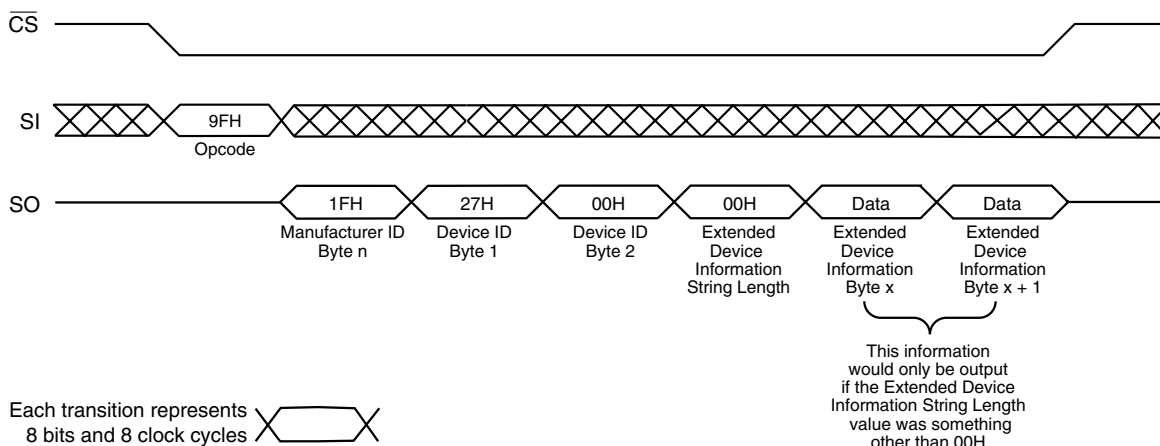 CS
SI
9FH
Opcode
SO
1FH
27H
00H
00H
Data
Data
Manufacturer ID
Byte n
Device ID
Byte 1
Device ID
Byte 2
Extended
Device
Information
String Length
Extended
Device
Information
Byte x
Extended
Device
Information
Byte x + 1
This information
would only be output
if the Extended Device
Information String Length
value was something
other than 00H
Each transition represents
8 bits and 8 clock cycles